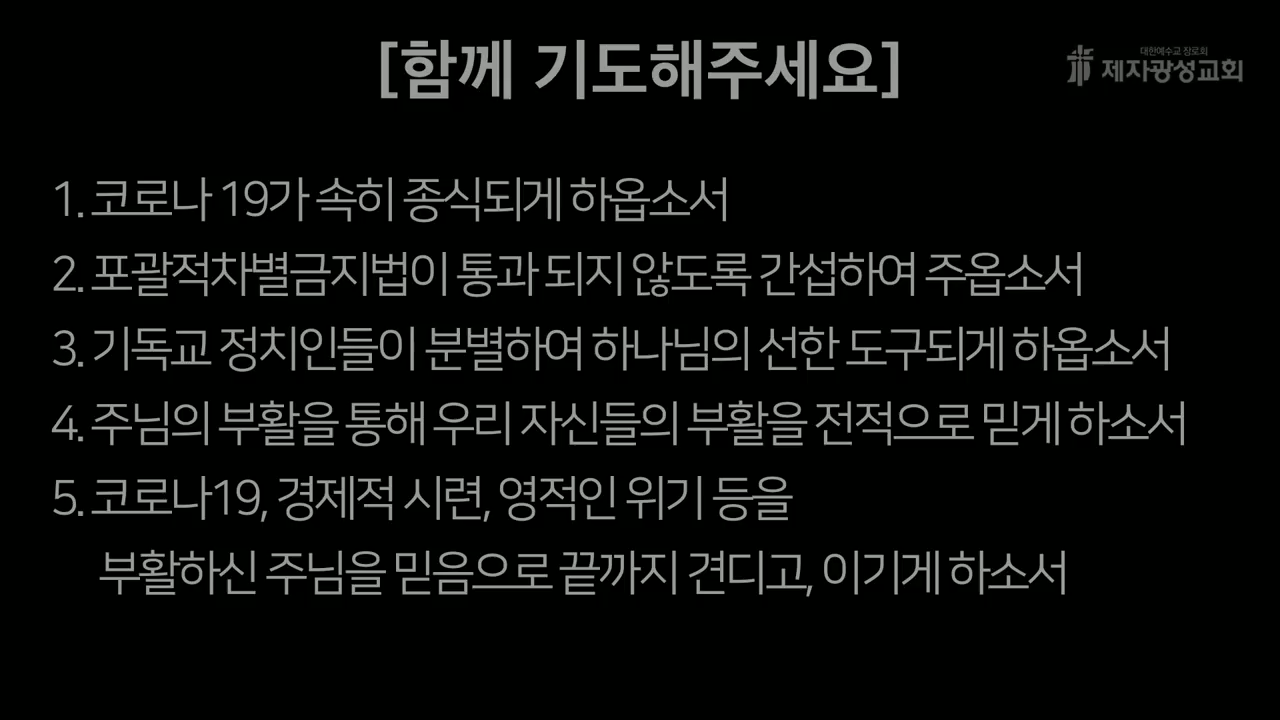 [함께 기도해주세요]
대한예수교 장로회
제자광성교회
1. 코로나 19가 속히 종식되게 하옵소서
2. 포괄적차별금지법이 통과 되지 않도록 간섭하여 주옵소서
3. 기독교 정치인들이 분별하여 하나님의 선한 도구되게 하옵소서
4. 주님의 부활을 통해 우리 자신들의 부활을 전적으로 믿게 하소서
5. 코로나19, 경제적 시련, 영적인 위기 등을
부활하신 주님을 믿음으로 끝까지 견디고, 이기게 하소서